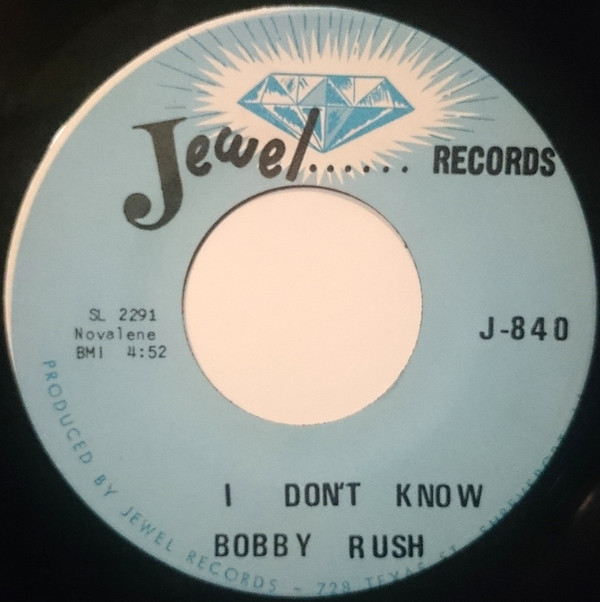 Jewel...... RECORDS
SL 2291
Novalene
BMI 4:52
J-840
I DON'T KNOW
BOBBY RUSH
PRODUCED BY JEWEL RECORDS - 728 TEXAS ST. SHREVEPORT